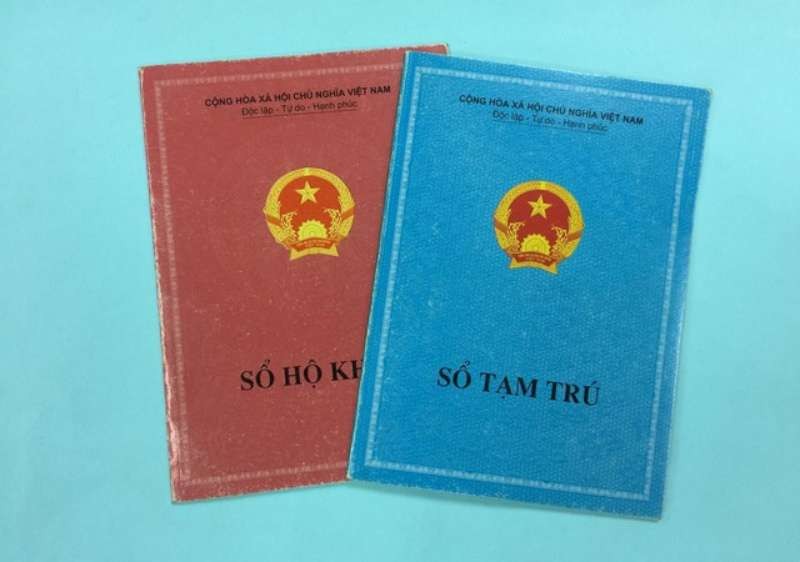 CỘNG HÒA XÃ HỘI CHỦ NGHĨA VIỆT NAM
Độc lập - Tự do - Hạnh phúc
SỔ HỘ KH
CỘNG HÒA XÃ HỘI CHỦ NGHĨA VIỆT NAM
Độc lập - Tự do - Hạnh phúc
SỔ TẠM TRÚ